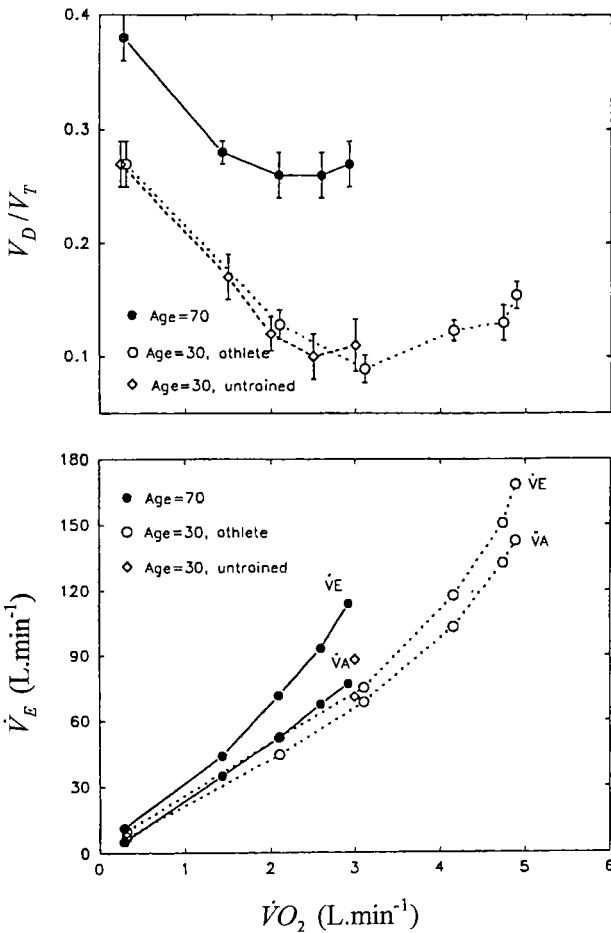 0.4
0.3
0.2
0.1
V_D/V_T
● Age=70
○ Age=30, athlete
◇ Age=30, untrained
180
150
120
90
60
30
0
V̇_E (L.min⁻¹)
● Age=70
○ Age=30, athlete
◇ Age=30, untrained
V̇E
V̇A
V̇E
V̇A
0 1 2 3 4 5 6
V̇O₂ (L.min⁻¹)